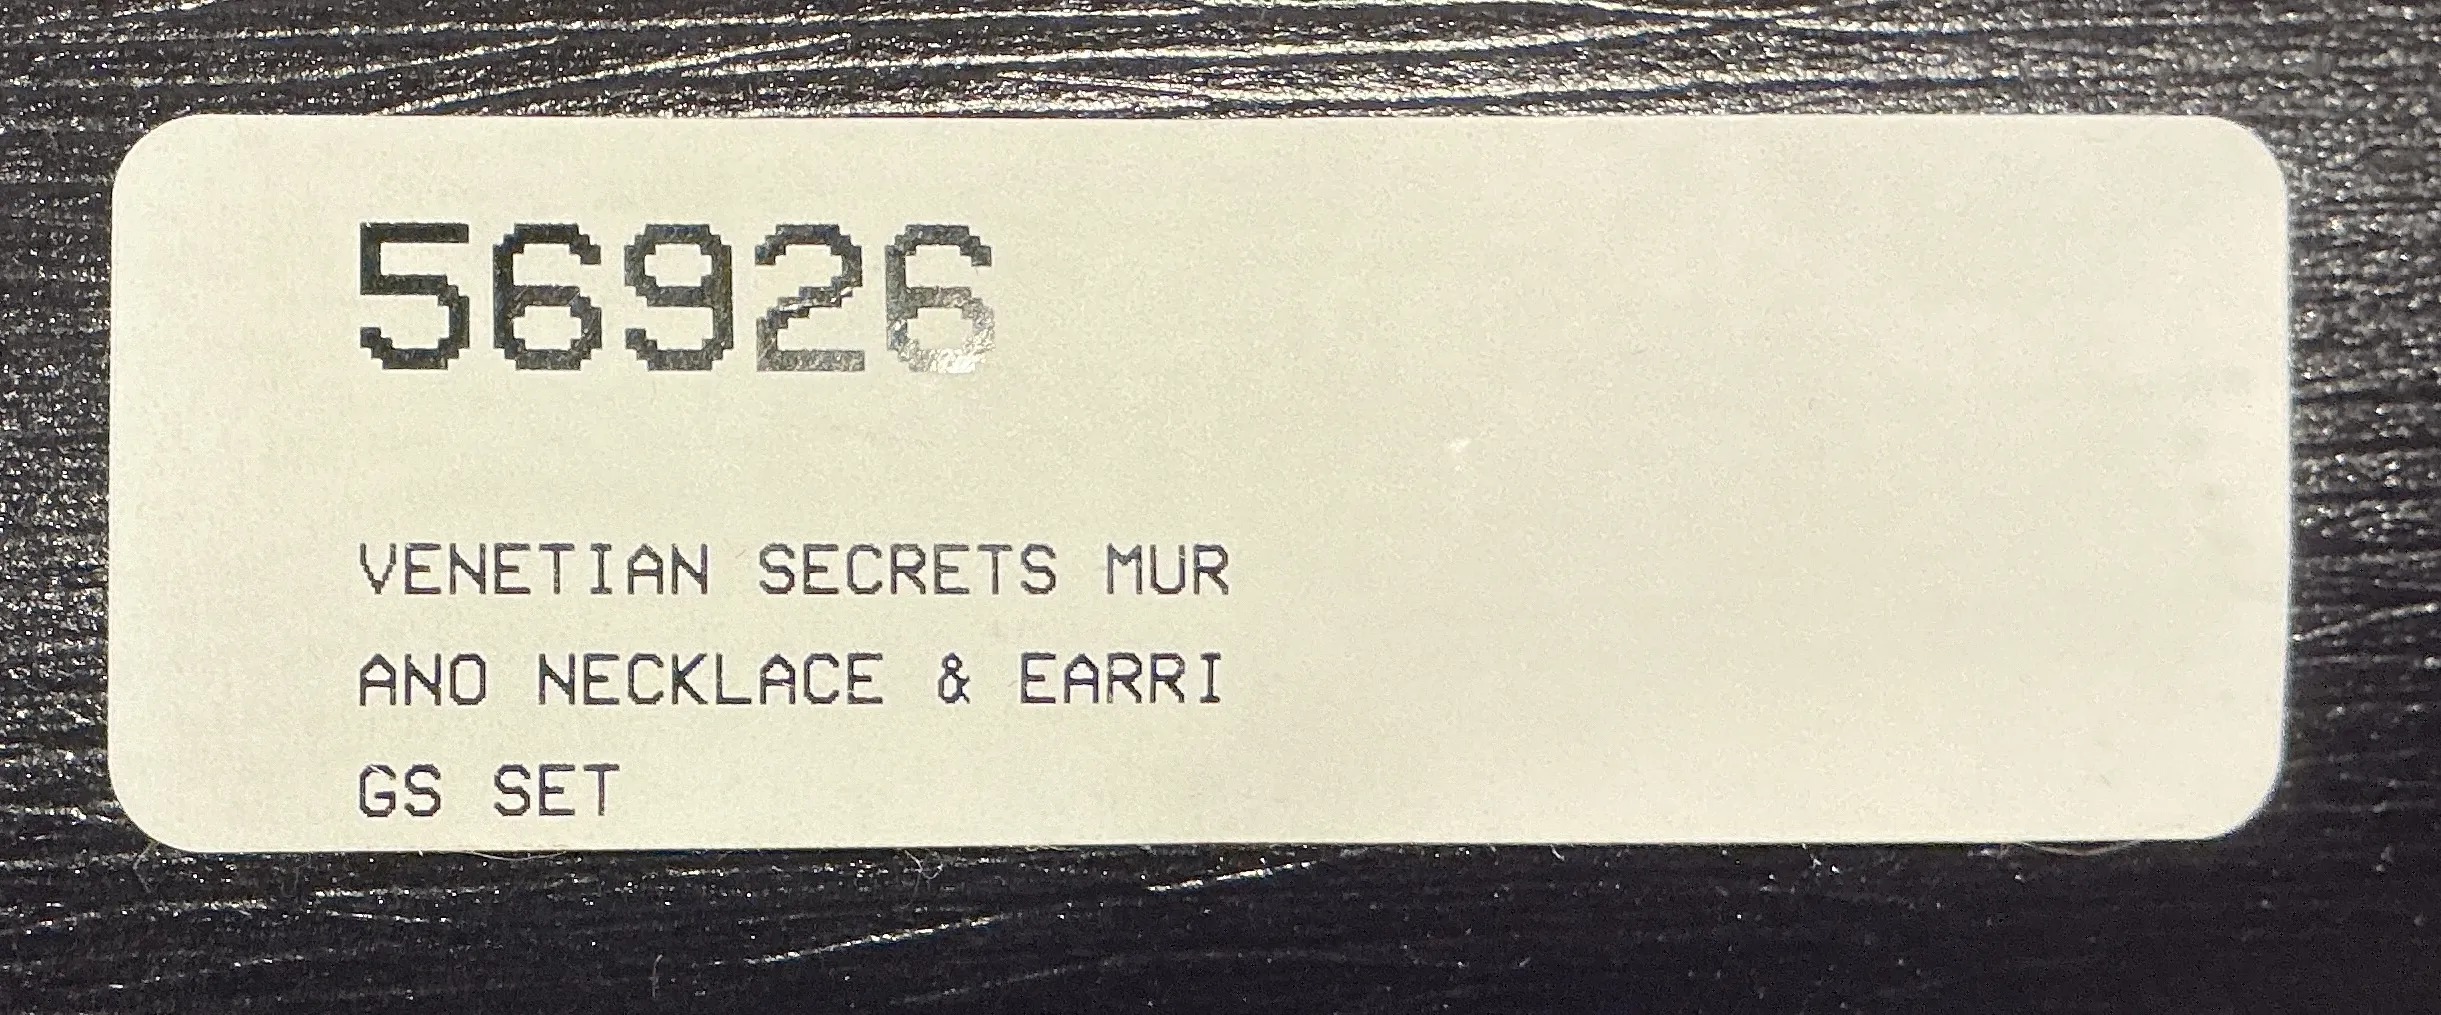 56926
VENETIAN SECRETS MUR
ANO NECKLACE & EARRI
GS SET